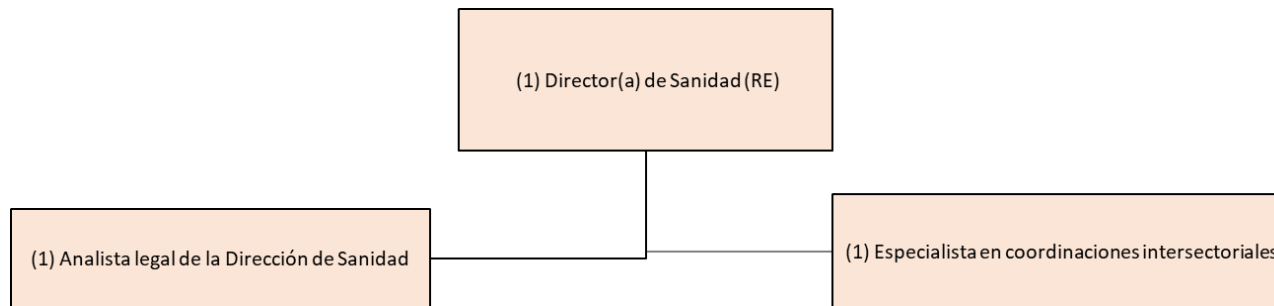 (1) Director(a) de Sanidad (RE)
(1) Analista legal de la Dirección de Sanidad
(1) Especialista en coordinaciones intersectoriales